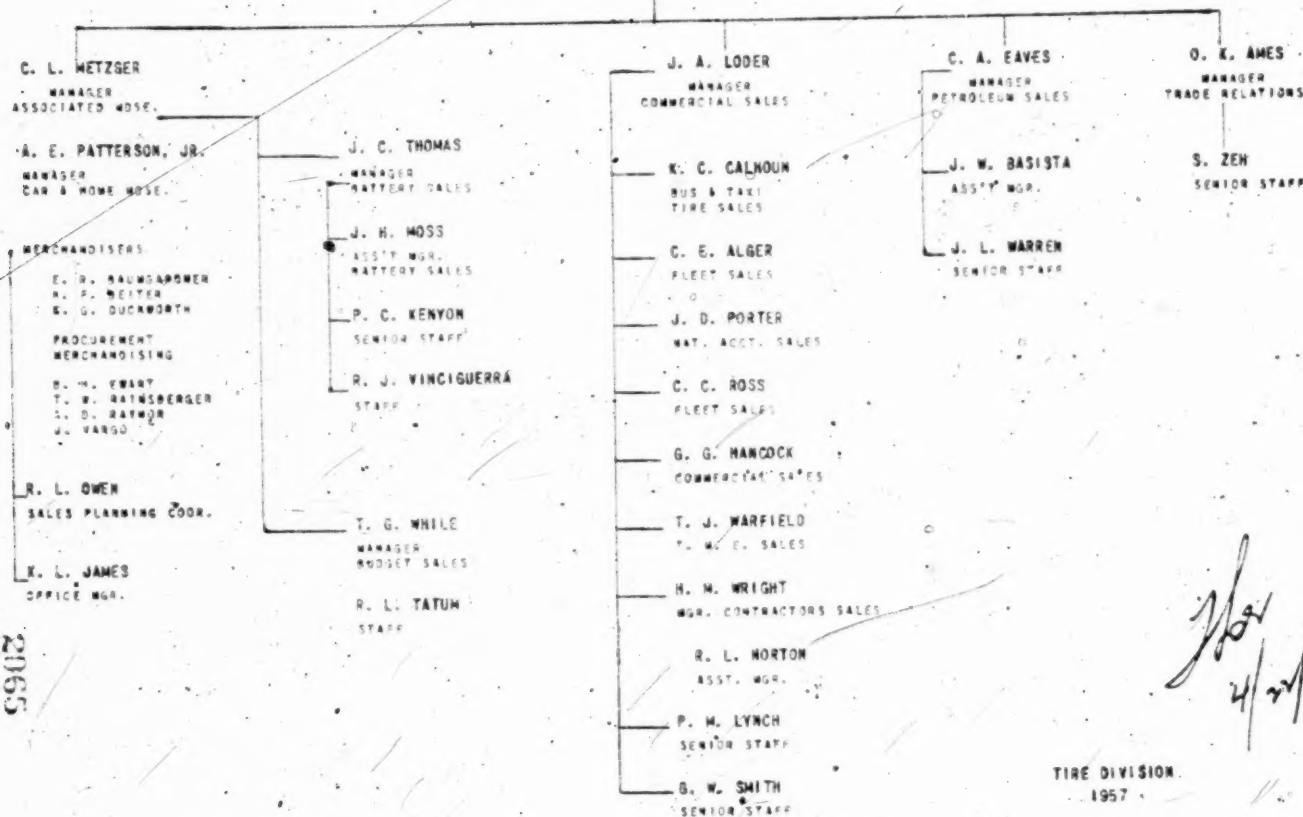 C. L. METZGER
MANAGER
ASSOCIATED MDSE.
A. E. PATTERSON, JR.
MANAGER
CAR & HOME MDSE.
MERCHANDISERS
E. R. BAUMGARDNER
A. F. BEITER
K. G. DUCKWORTH
PROCUREMENT
MERCHANDISING
B. H. EWART
T. W. RAINSBERGER
G. D. RAYNOR
J. VARGO
R. L. OWEN
SALES PLANNING COOR.
K. L. JAMES
OFFICE MGR.
J. C. THOMAS
MANAGER
BATTERY SALES
J. H. MOSS
ASS'T MGR.
BATTERY SALES
P. C. KENYON
SENIOR STAFF
R. J. VINCIGUERRA
STAFF
T. G. WHILE
MANAGER
BUDGET SALES
R. L. TATUM
STAFF
J. A. LODER
MANAGER
COMMERCIAL SALES
K. C. CALHOUN
BUS & TAXI
TIRE SALES
C. E. ALGER
FLEET SALES
J. D. PORTER
NAT. ACCT. SALES
C. C. ROSS
FLEET SALES
G. G. HANCOCK
COMMERCIAL SALES
T. J. WARFIELD
T. M. E. SALES
H. M. WRIGHT
MGR. CONTRACTORS SALES
R. L. NORTON
ASST. MGR.
P. M. LYNCH
SENIOR STAFF
G. W. SMITH
SENIOR STAFF
C. A. EAVES
MANAGER
PETROLEUM SALES
J. W. BASISTA
ASS'T MGR.
J. L. WARREN
SENIOR STAFF
O. K. AMES
MANAGER
TRADE RELATIONS
S. ZEH
SENIOR STAFF
TIRE DIVISION
1957
2065